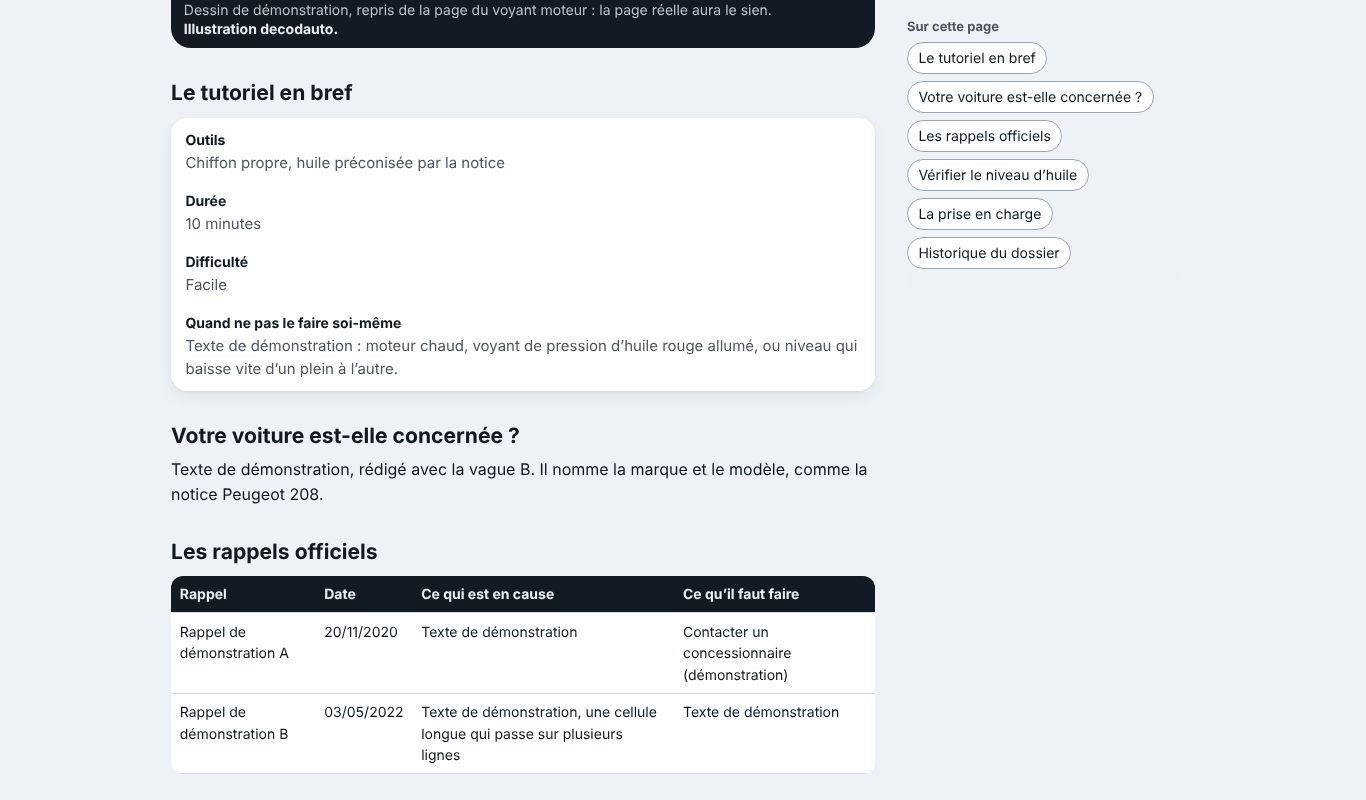 Dessin de démonstration, repris de la page du voyant moteur : la page réelle aura le sien.
Illustration decodauto.
Le tutoriel en bref
Outils
Chiffon propre, huile préconisée par la notice
Durée
10 minutes
Difficulté
Facile
Quand ne pas le faire soi-même
Texte de démonstration : moteur chaud, voyant de pression d’huile rouge allumé, ou niveau qui
baisse vite d’un plein à l’autre.
Votre voiture est-elle concernée ?
Texte de démonstration, rédigé avec la vague B. Il nomme la marque et le modèle, comme la
notice Peugeot 208.
Les rappels officiels
Rappel Date Ce qui est en cause Ce qu’il faut faire
Rappel de 20/11/2020 Texte de démonstration Contacter un
démonstration A concessionnaire
(démonstration)
Rappel de 03/05/2022 Texte de démonstration, une cellule Texte de démonstration
démonstration B longue qui passe sur plusieurs
lignes
Sur cette page
Le tutoriel en bref
Votre voiture est-elle concernée ?
Les rappels officiels
Vérifier le niveau d’huile
La prise en charge
Historique du dossier